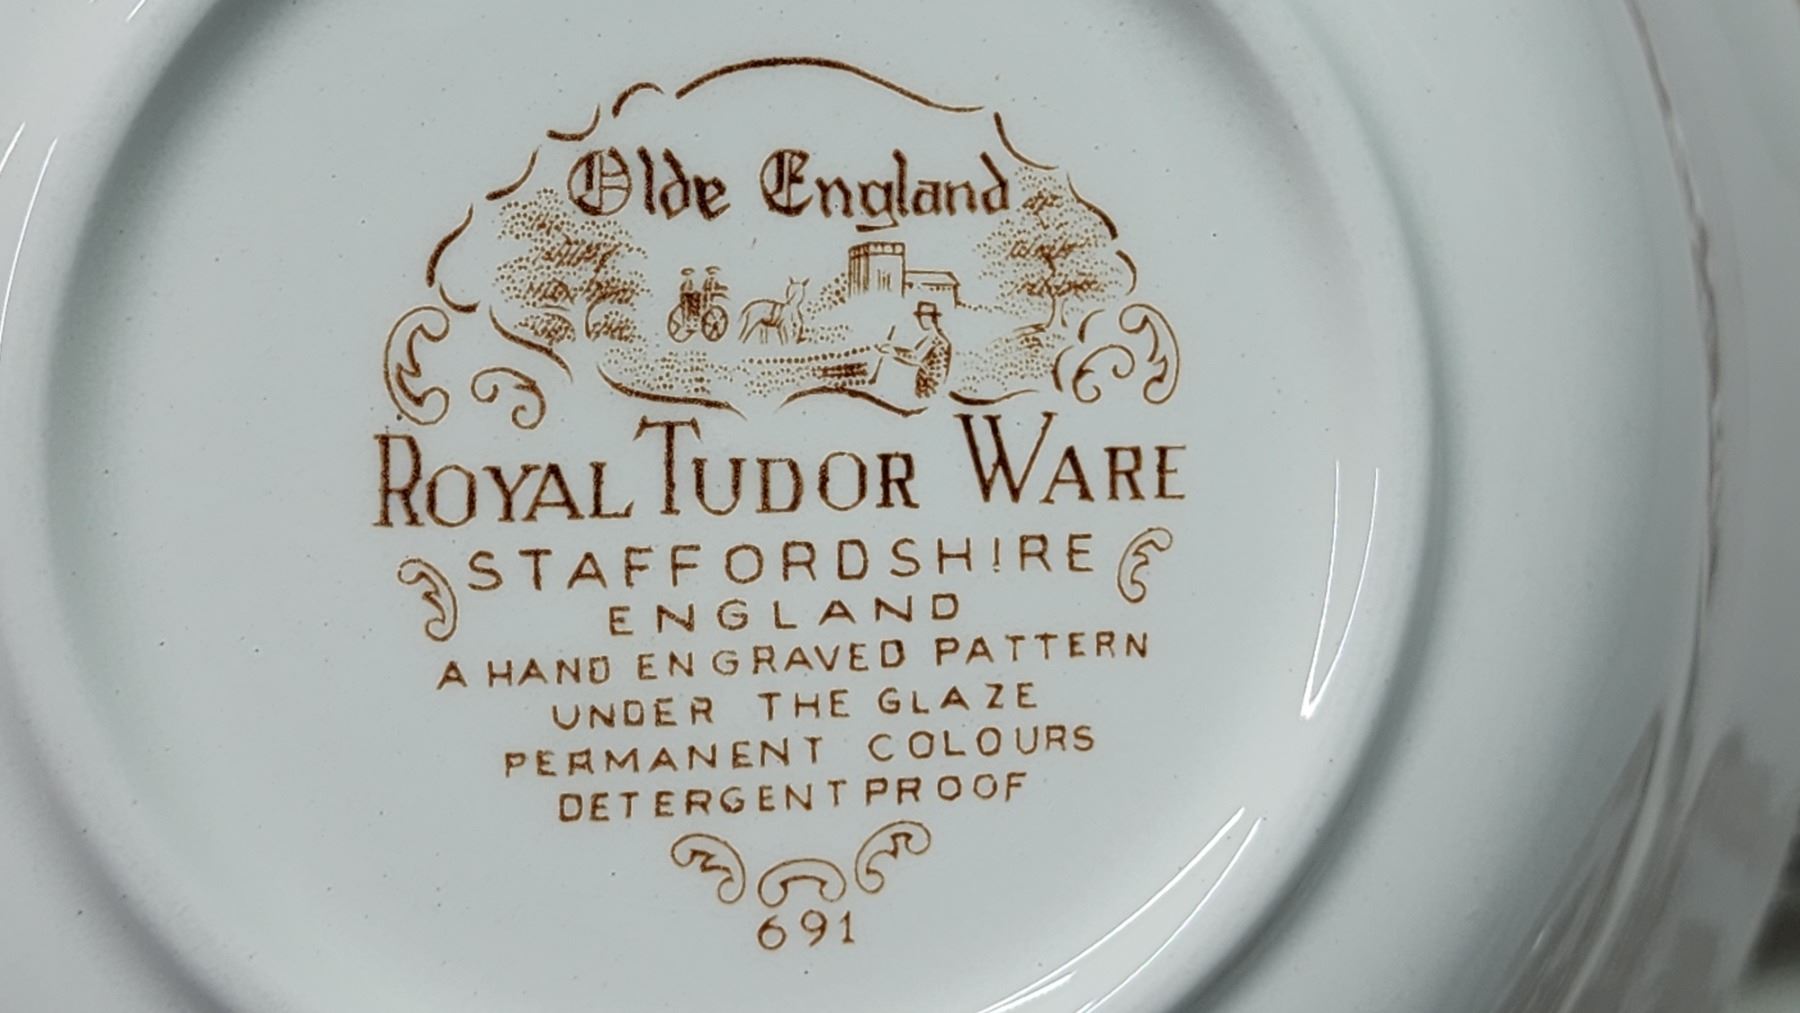 Olde England
ROYAL TUDOR WARE
STAFFORDSHIRE
ENGLAND
A HAND ENGRAVED PATTERN
UNDER THE GLAZE
PERMANENT COLOURS
DETERGENT PROOF
691